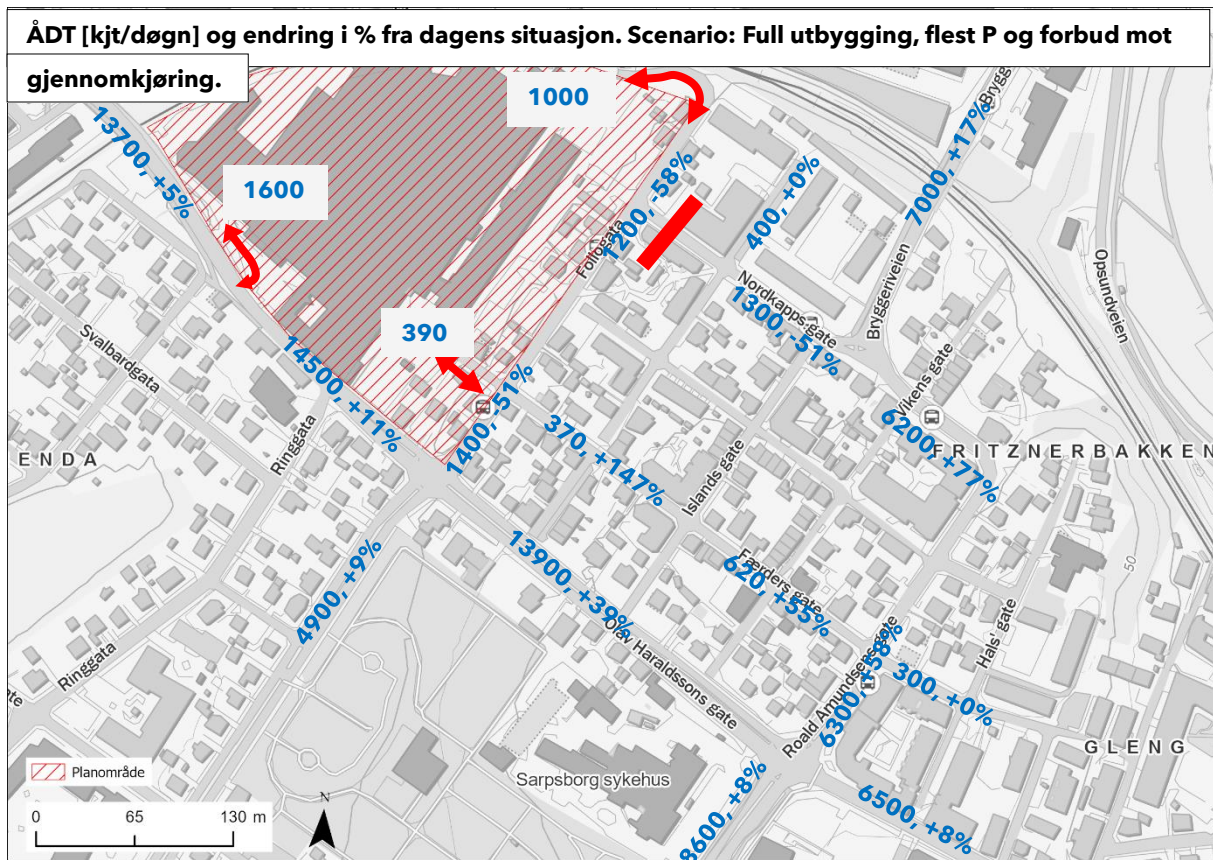 ÅDT [kjt/døgn] og endring i % fra dagens situasjon. Scenario: Full utbygging, flest P og forbud mot
gjennomkjøring.
1000
13700, +5%
7000, +17%
1600
1200, -58%
400, +0%
Follogata
Opsundveien
Nordkapps gate
Bryggeriveien
1300, -51%
390
Svalbardgata
14500, +11%
Vikens gate
1400, -51%
6200, +77%
370, +147%
Ringgata
ENDA
FRITZNERBAKKEN
Islands gate
13900, +39%
Færders gate
620, +55%
50
4900, +9%
Olav Haraldssons gate
Hals' gate
Ringgata
Roald Amundsens gate
6300, +58%
300, +0%
GLENG
Planområde
Sarpsborg sykehus
N
0 65 130 m
8600, +8%
6500, +8%